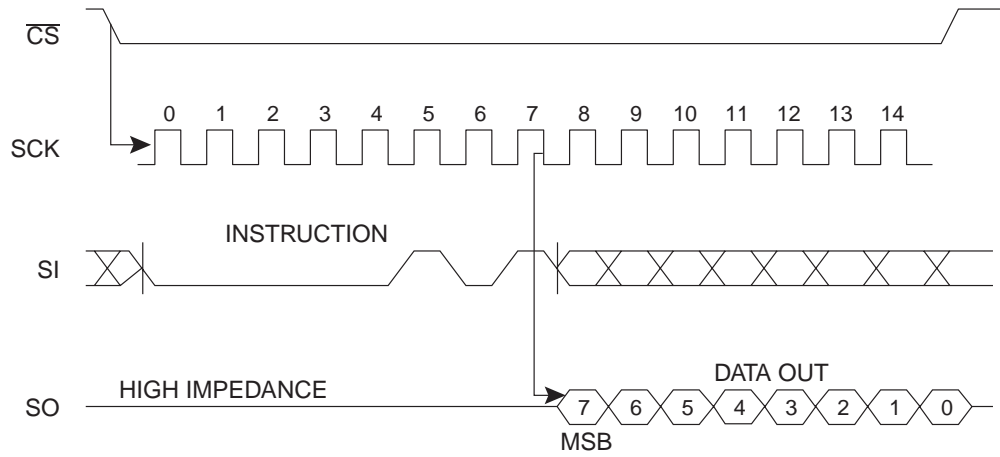 CS
0 1 2 3 4 5 6 7 8 9 10 11 12 13 14
SCK
INSTRUCTION
SI
HIGH IMPEDANCE
DATA OUT
SO
7 6 5 4 3 2 1 0
MSB